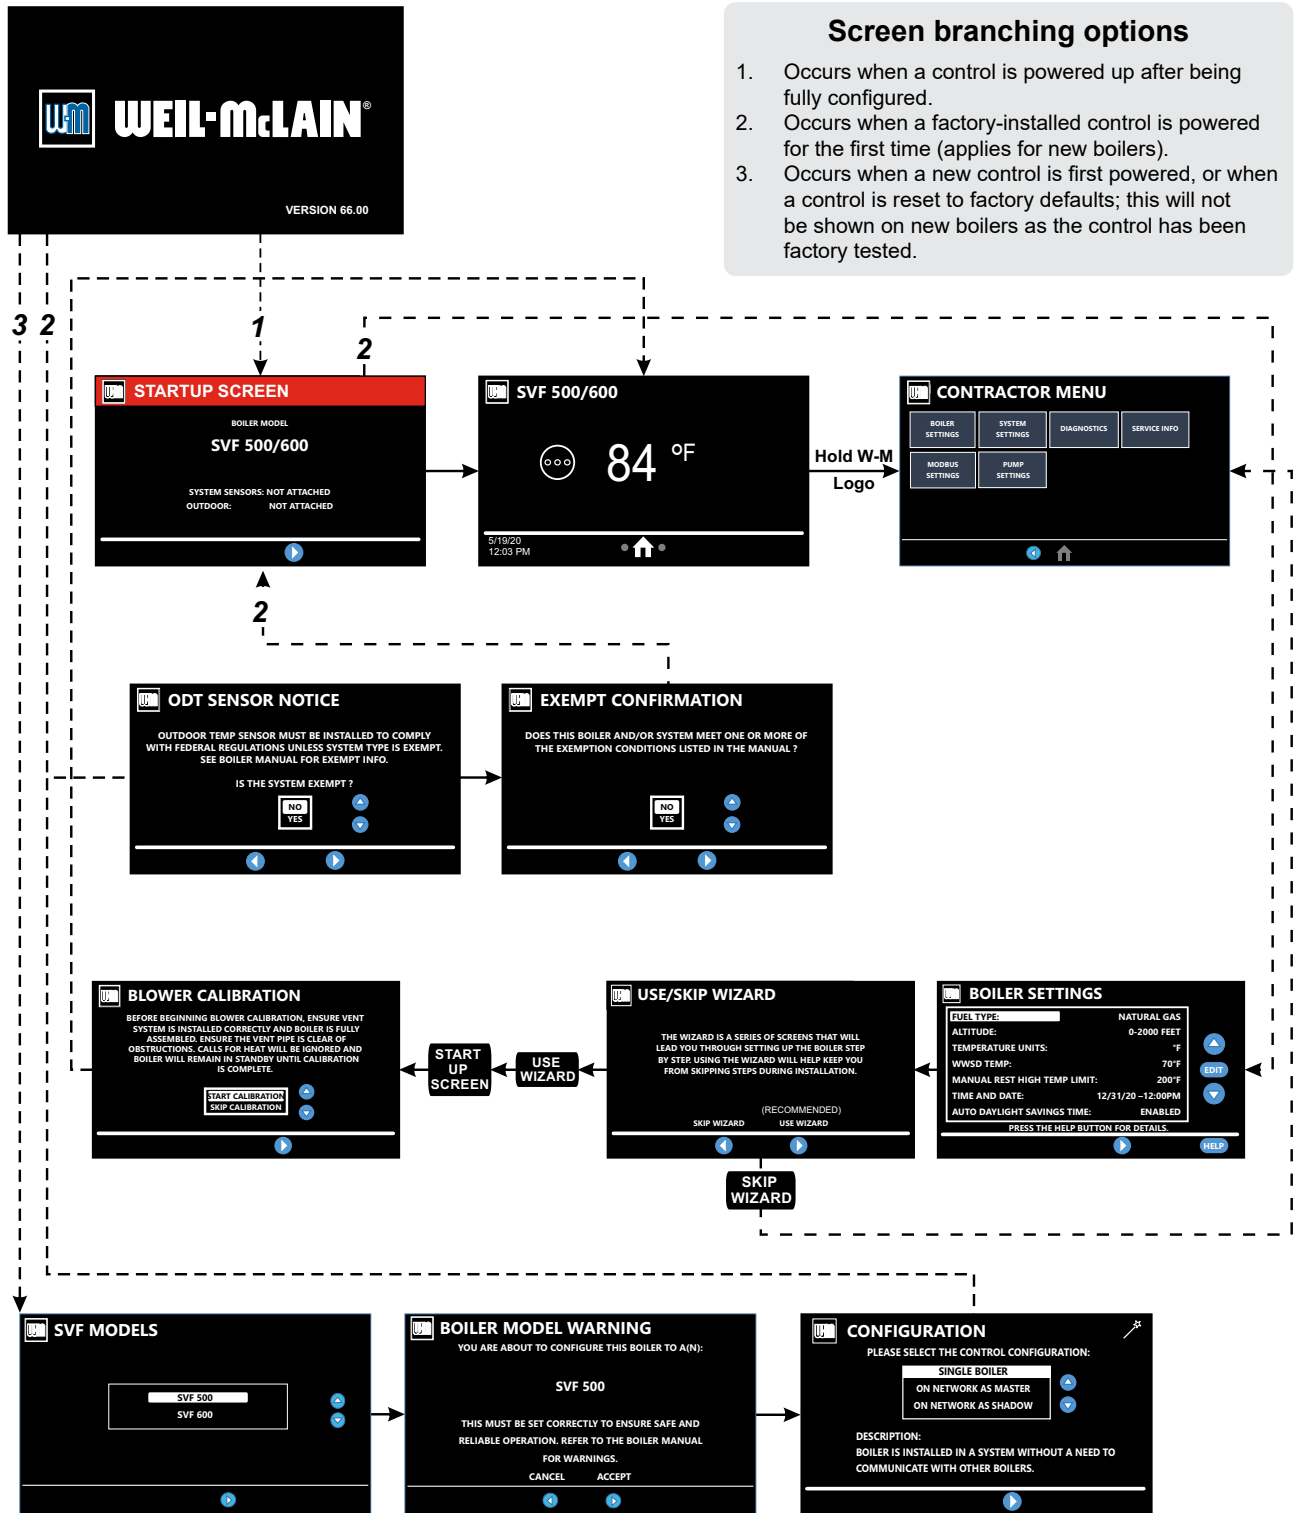 W-M WEIL-McLAIN®
VERSION 66.00
Screen branching options
1. Occurs when a control is powered up after being
fully configured.
2. Occurs when a factory-installed control is powered
for the first time (applies for new boilers).
3. Occurs when a new control is first powered, or when
a control is reset to factory defaults; this will not
be shown on new boilers as the control has been
factory tested.
3 2
1
2
W-M STARTUP SCREEN
BOILER MODEL
SVF 500/600
SYSTEM SENSORS: NOT ATTACHED
OUTDOOR: NOT ATTACHED
W-M SVF 500/600
84 °F
5/19/20
12:03 PM
Hold W-M
Logo
W-M CONTRACTOR MENU
BOILER
SETTINGS
SYSTEM
SETTINGS
DIAGNOSTICS
SERVICE INFO
MODBUS
SETTINGS
PUMP
SETTINGS
2
W-M ODT SENSOR NOTICE
OUTDOOR TEMP SENSOR MUST BE INSTALLED TO COMPLY
WITH FEDERAL REGULATIONS UNLESS SYSTEM TYPE IS EXEMPT.
SEE BOILER MANUAL FOR EXEMPT INFO.
IS THE SYSTEM EXEMPT ?
NO
YES
W-M EXEMPT CONFIRMATION
DOES THIS BOILER AND/OR SYSTEM MEET ONE OR MORE OF
THE EXEMPTION CONDITIONS LISTED IN THE MANUAL ?
NO
YES
W-M BLOWER CALIBRATION
BEFORE BEGINNING BLOWER CALIBRATION, ENSURE VENT
SYSTEM IS INSTALLED CORRECTLY AND BOILER IS FULLY
ASSEMBLED. ENSURE THE VENT PIPE IS CLEAR OF
OBSTRUCTIONS. CALLS FOR HEAT WILL BE IGNORED AND
BOILER WILL REMAIN IN STANDBY UNTIL CALIBRATION
IS COMPLETE.
START CALIBRATION
SKIP CALIBRATION
START
UP
SCREEN
USE
WIZARD
W-M USE/SKIP WIZARD
THE WIZARD IS A SERIES OF SCREENS THAT WILL
LEAD YOU THROUGH SETTING UP THE BOILER STEP
BY STEP. USING THE WIZARD WILL HELP KEEP YOU
FROM SKIPPING STEPS DURING INSTALLATION.
(RECOMMENDED)
SKIP WIZARD USE WIZARD
SKIP
WIZARD
W-M BOILER SETTINGS
FUEL TYPE: NATURAL GAS
ALTITUDE: 0-2000 FEET
TEMPERATURE UNITS: °F
WWSD TEMP: 70°F
MANUAL REST HIGH TEMP LIMIT: 200°F
TIME AND DATE: 12/31/20 –12:00PM
AUTO DAYLIGHT SAVINGS TIME: ENABLED
PRESS THE HELP BUTTON FOR DETAILS.
EDIT
HELP
W-M SVF MODELS
SVF 500
SVF 600
W-M BOILER MODEL WARNING
YOU ARE ABOUT TO CONFIGURE THIS BOILER TO A(N):
SVF 500
THIS MUST BE SET CORRECTLY TO ENSURE SAFE AND
RELIABLE OPERATION. REFER TO THE BOILER MANUAL
FOR WARNINGS.
CANCEL ACCEPT
W-M CONFIGURATION
PLEASE SELECT THE CONTROL CONFIGURATION:
SINGLE BOILER
ON NETWORK AS MASTER
ON NETWORK AS SHADOW
DESCRIPTION:
BOILER IS INSTALLED IN A SYSTEM WITHOUT A NEED TO
COMMUNICATE WITH OTHER BOILERS.